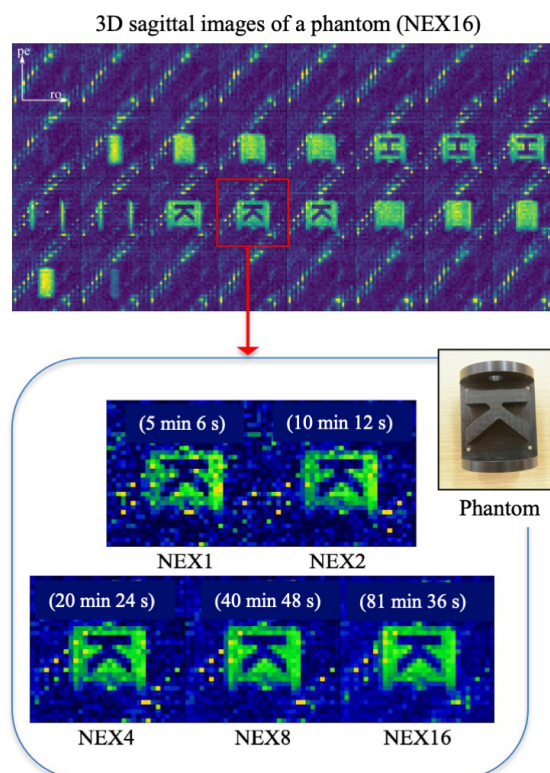 3D sagittal images of a phantom (NEX16)
pe
ro
H H H
K K K
(5 min 6 s) (10 min 12 s)
K K
NEX1 NEX2
K
Phantom
(20 min 24 s) (40 min 48 s) (81 min 36 s)
K K K
NEX4 NEX8 NEX16